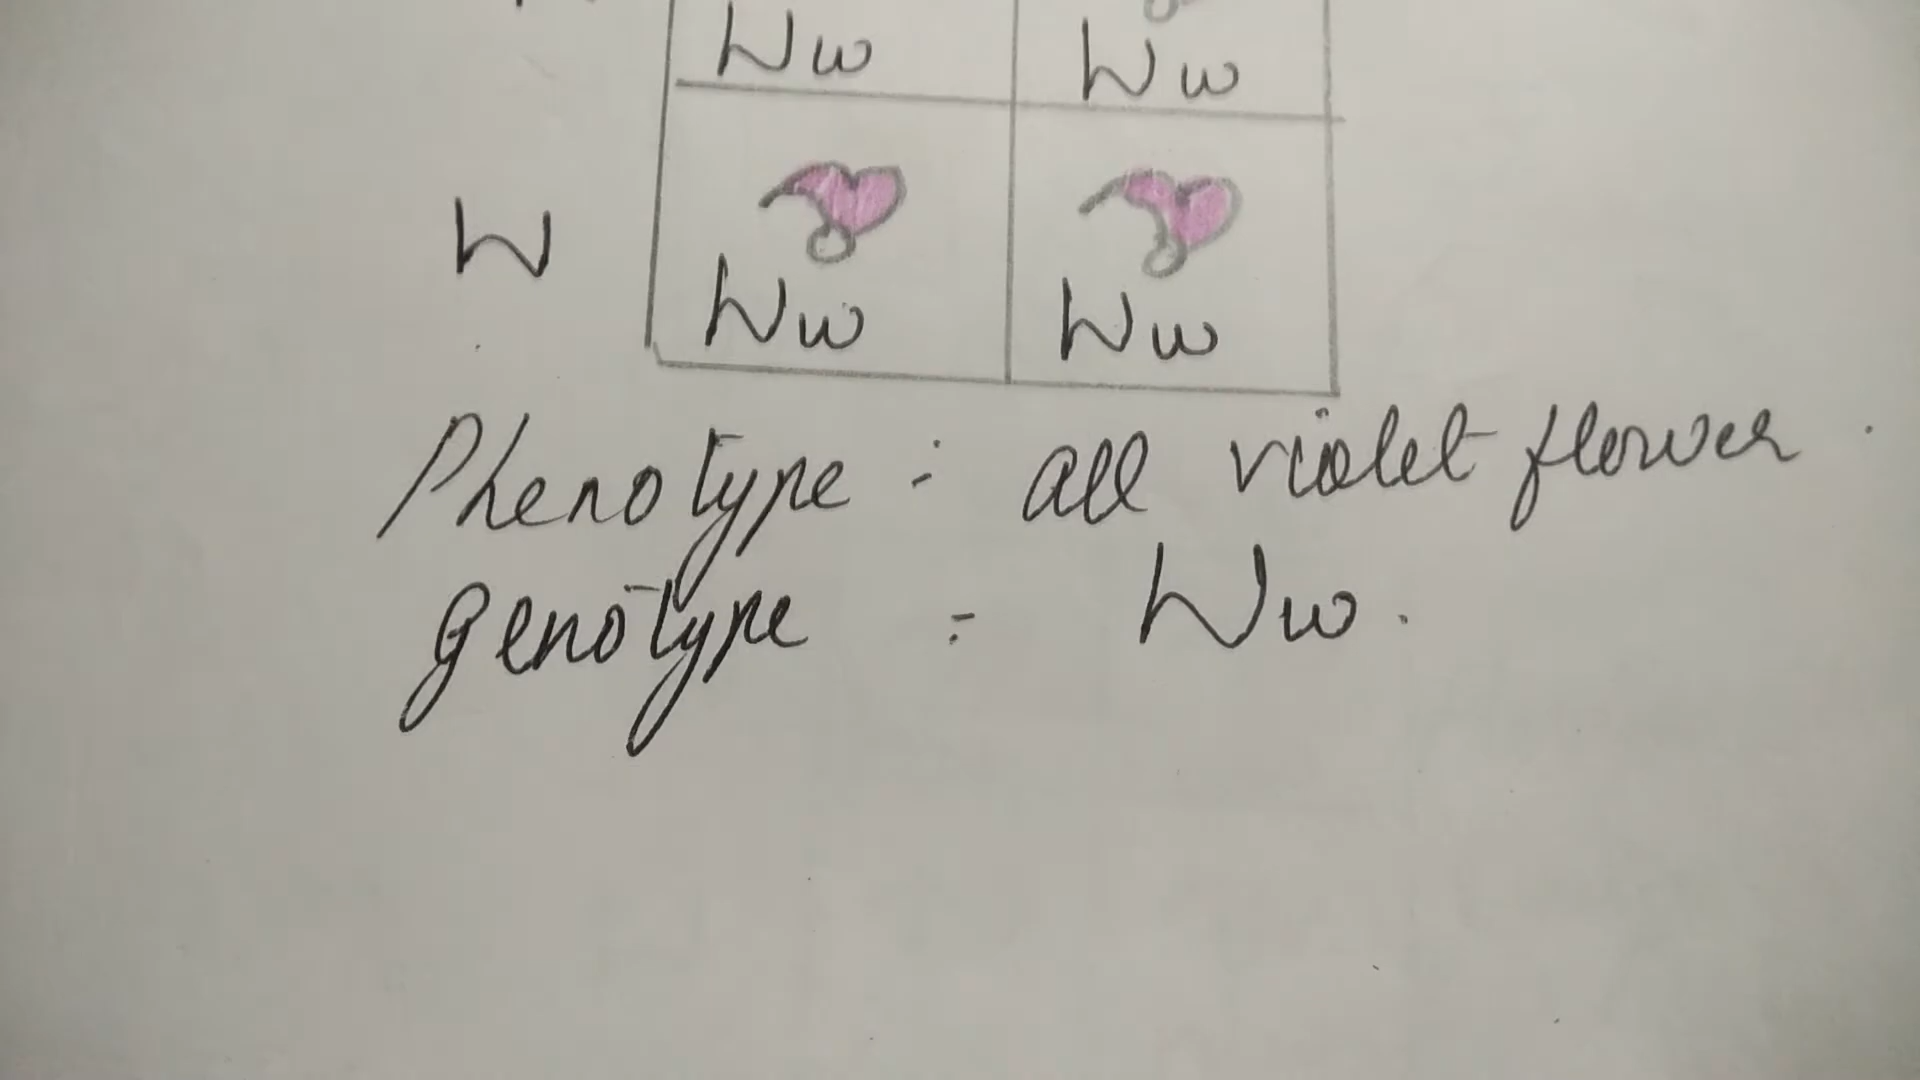 Ww Ww
W
Ww Ww
Phenotype :- all violet flower.
genotype :- Ww.